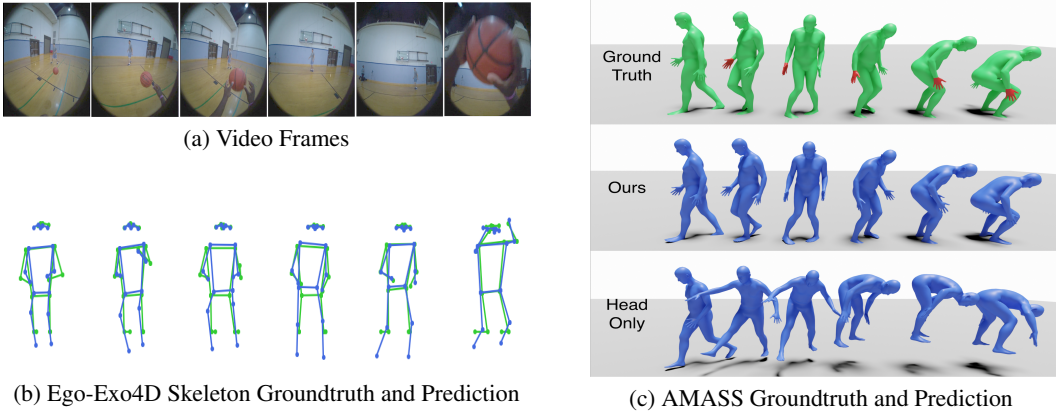 (a) Video Frames
(b) Ego-Exo4D Skeleton Groundtruth and Prediction
Ground
Truth
Ours
Head
Only
(c) AMASS Groundtruth and Prediction